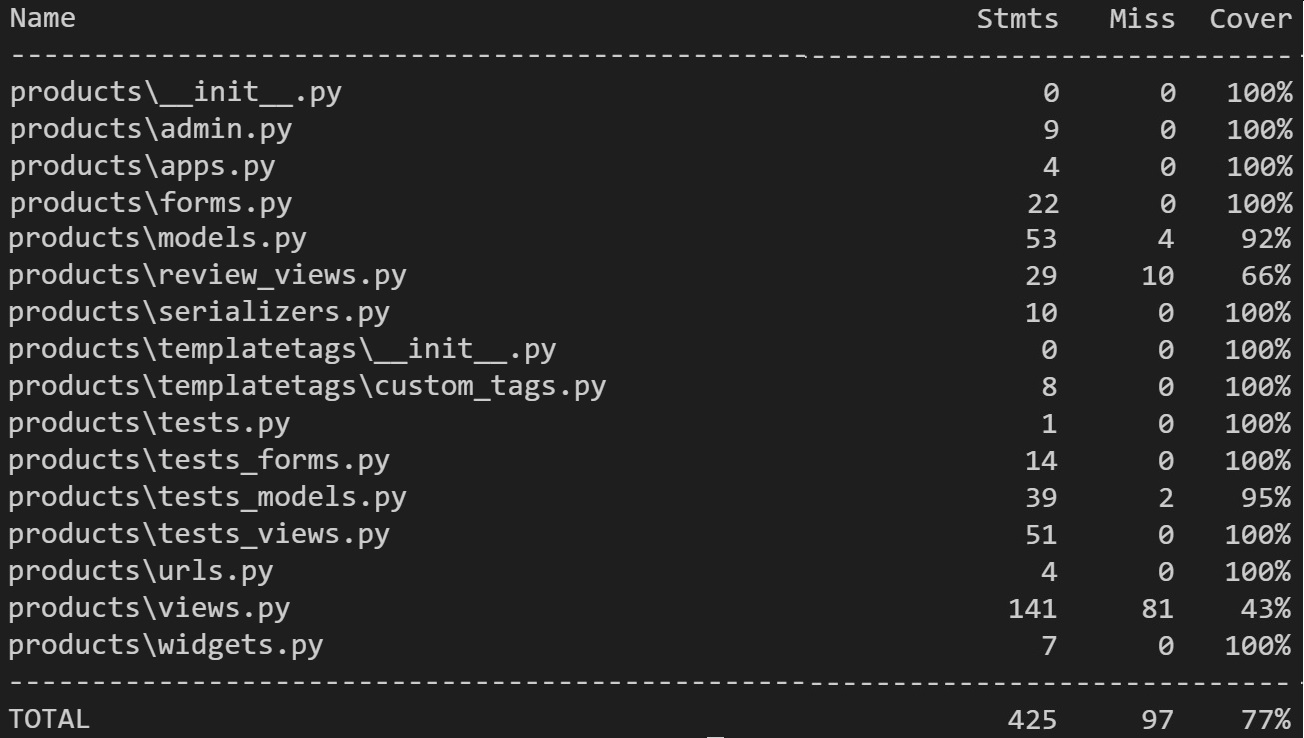 Name Stmts Miss Cover
--------------------------------------------------------------------------------
products\__init__.py 0 0 100%
products\admin.py 9 0 100%
products\apps.py 4 0 100%
products\forms.py 22 0 100%
products\models.py 53 4 92%
products\review_views.py 29 10 66%
products\serializers.py 10 0 100%
products\templatetags\__init__.py 0 0 100%
products\templatetags\custom_tags.py 8 0 100%
products\tests.py 1 0 100%
products\tests_forms.py 14 0 100%
products\tests_models.py 39 2 95%
products\tests_views.py 51 0 100%
products\urls.py 4 0 100%
products\views.py 141 81 43%
products\widgets.py 7 0 100%
--------------------------------------------------------------------------------
TOTAL 425 97 77%